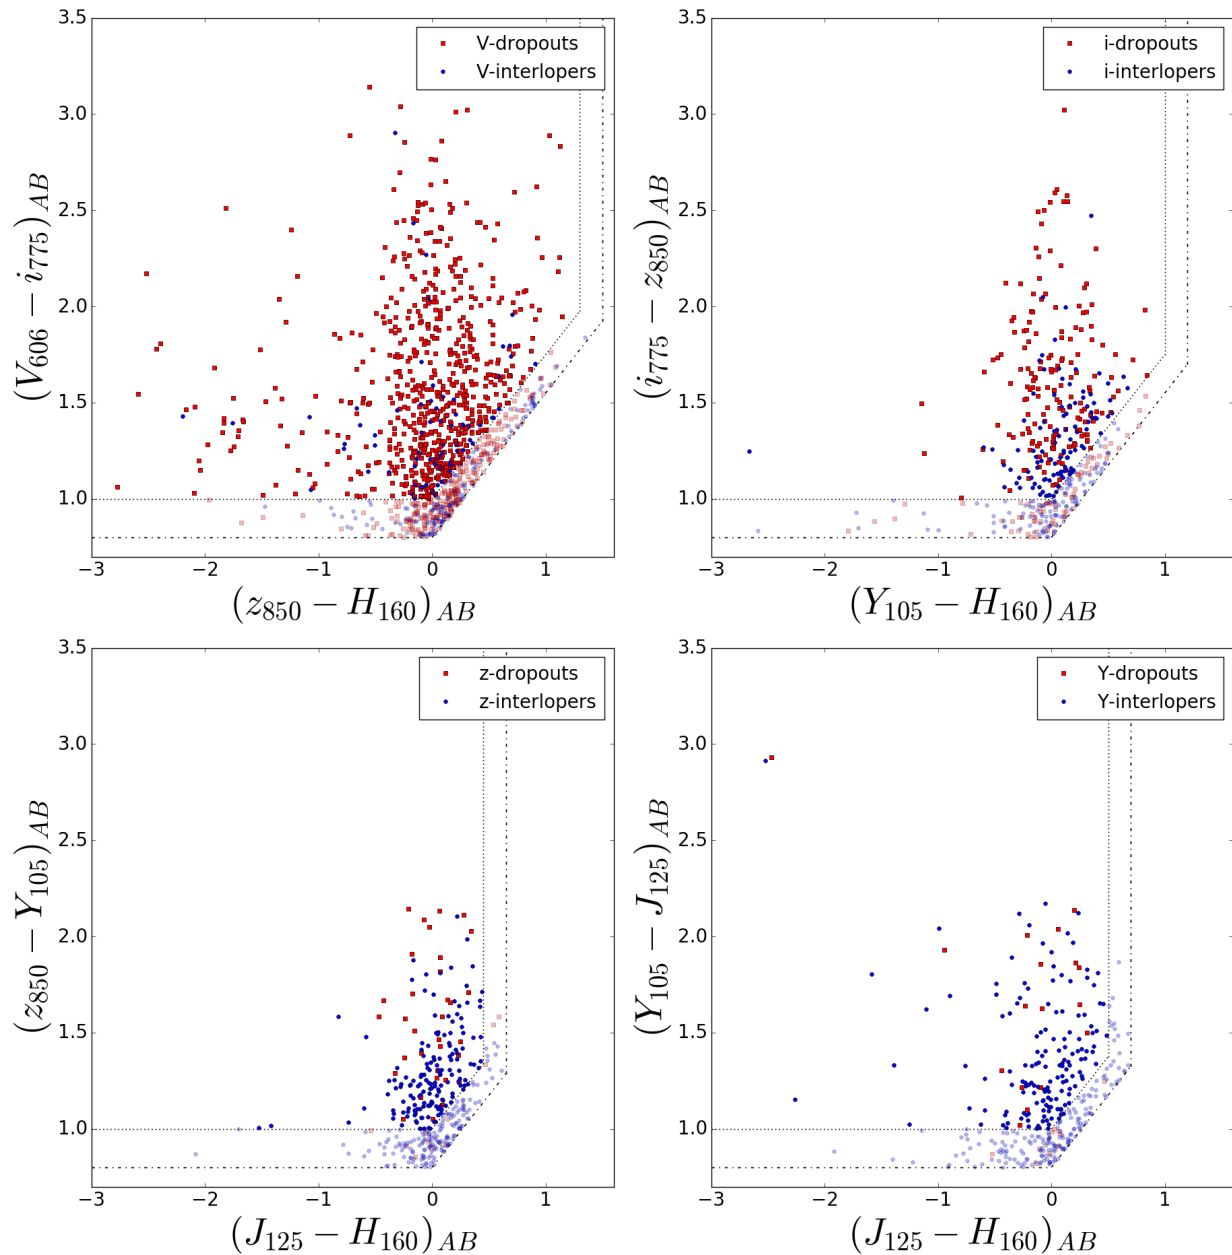 3.5
3.0
2.5
2.0
1.5
1.0
−3 −2 −1 0 1
(V606 − i775)AB
(z850 − H160)AB
V-dropouts
V-interlopers
3.5
3.0
2.5
2.0
1.5
1.0
−3 −2 −1 0 1
(i775 − z850)AB
(Y105 − H160)AB
i-dropouts
i-interlopers
3.5
3.0
2.5
2.0
1.5
1.0
−3 −2 −1 0 1
(z850 − Y105)AB
(J125 − H160)AB
z-dropouts
z-interlopers
3.5
3.0
2.5
2.0
1.5
1.0
−3 −2 −1 0 1
(Y105 − J125)AB
(J125 − H160)AB
Y-dropouts
Y-interlopers